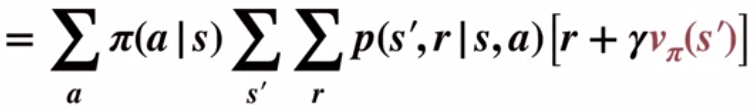 = ∑_a π(a|s) ∑_{s′} ∑_r p(s′, r|s, a)[r + γv_π(s′)]